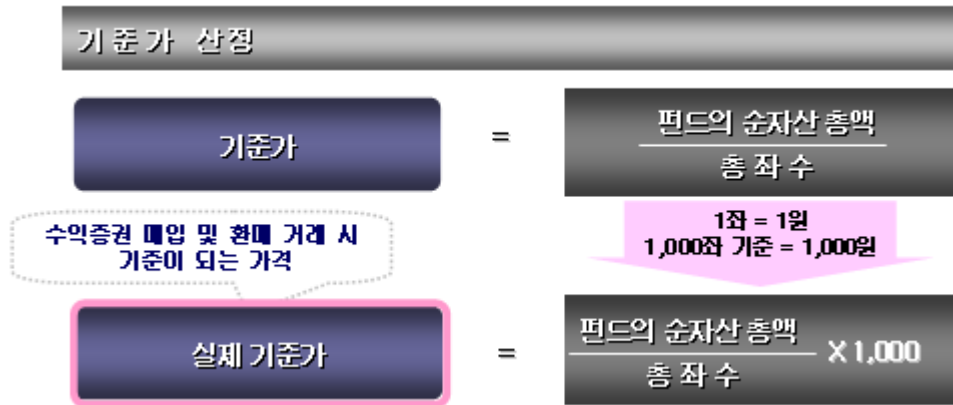 기 준 가 산 정
기준가
=
펀드의 순자산 총액
총 좌 수
수익증권 매입 및 환매 거래 시
기준이 되는 가격
1좌 = 1원
1,000좌 기준 = 1,000원
실제 기준가
=
펀드의 순자산 총액
총 좌 수
X 1,000